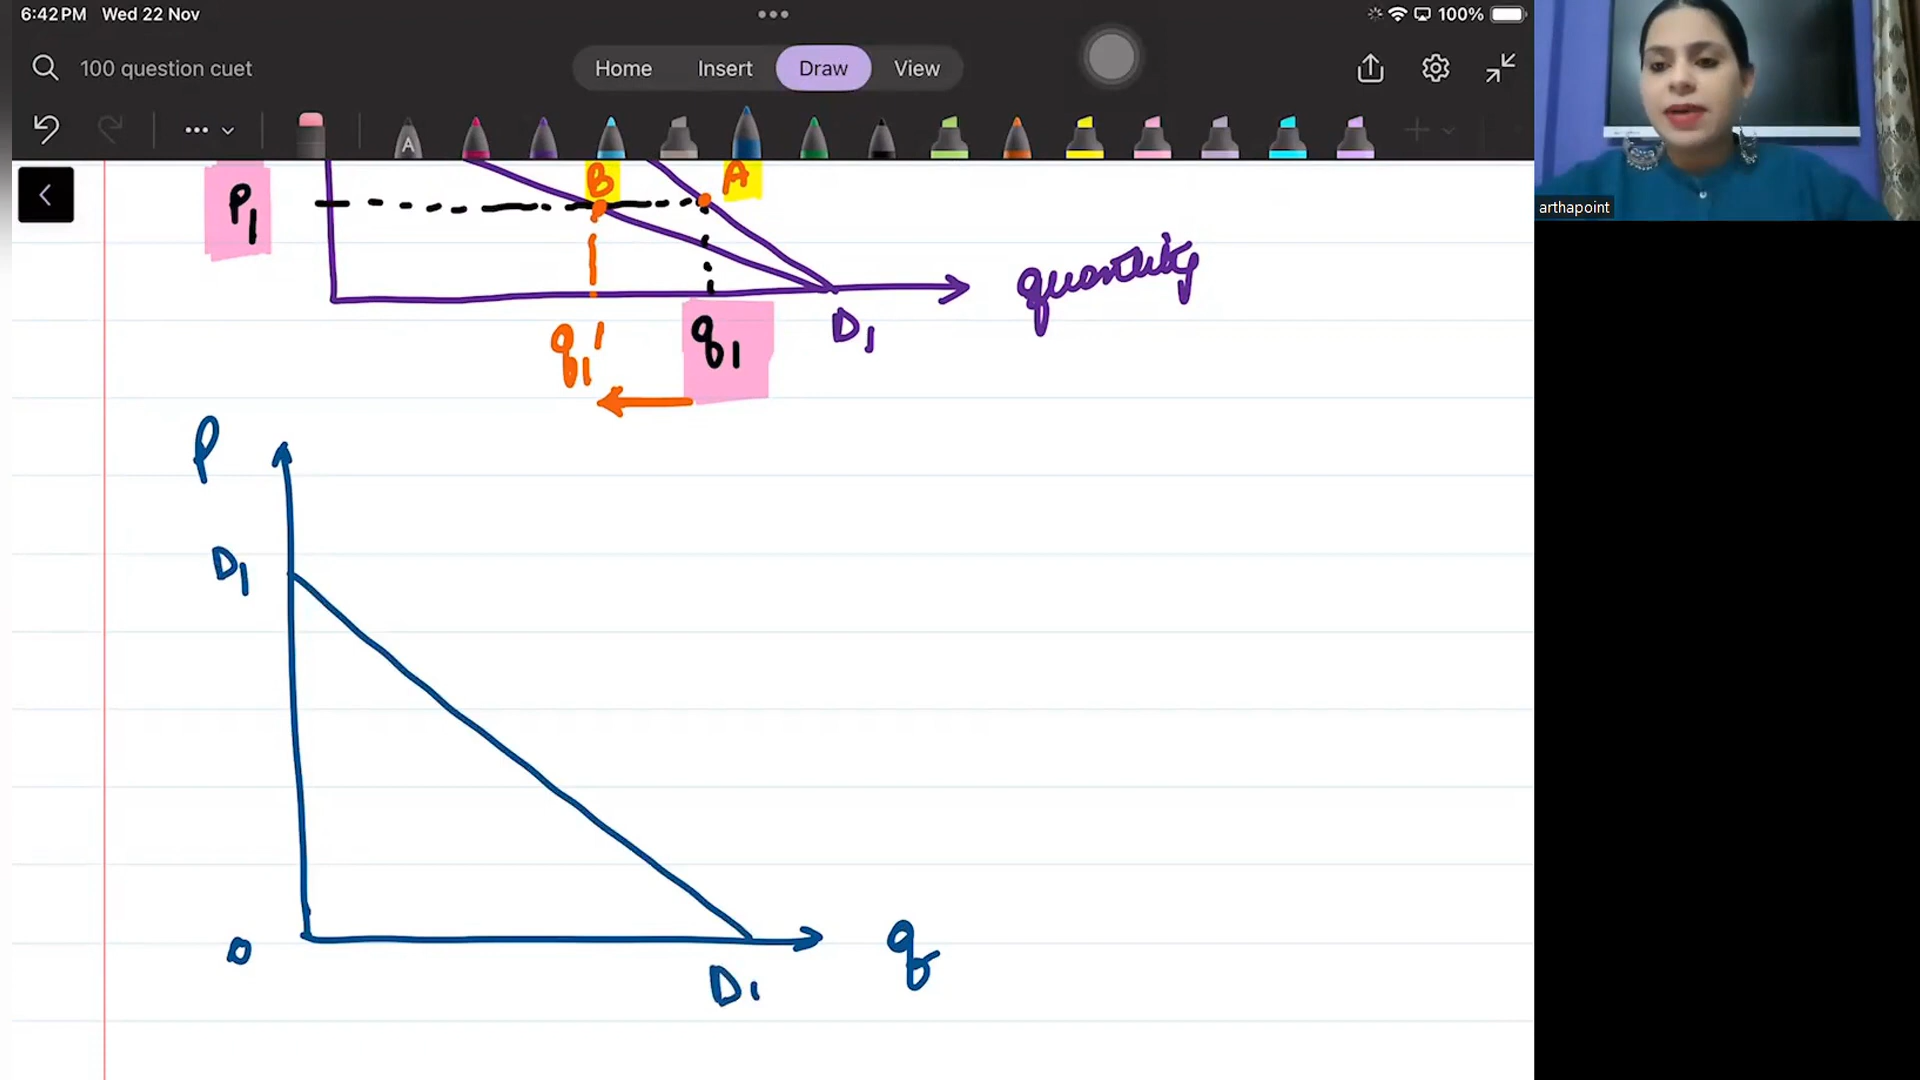 6:42 PM Wed 22 Nov
100%
100 question cuet
Home Insert Draw View
A
B A
P1
quantity
q1' q1 D1
P
D1
0 q
D1
arthapoint